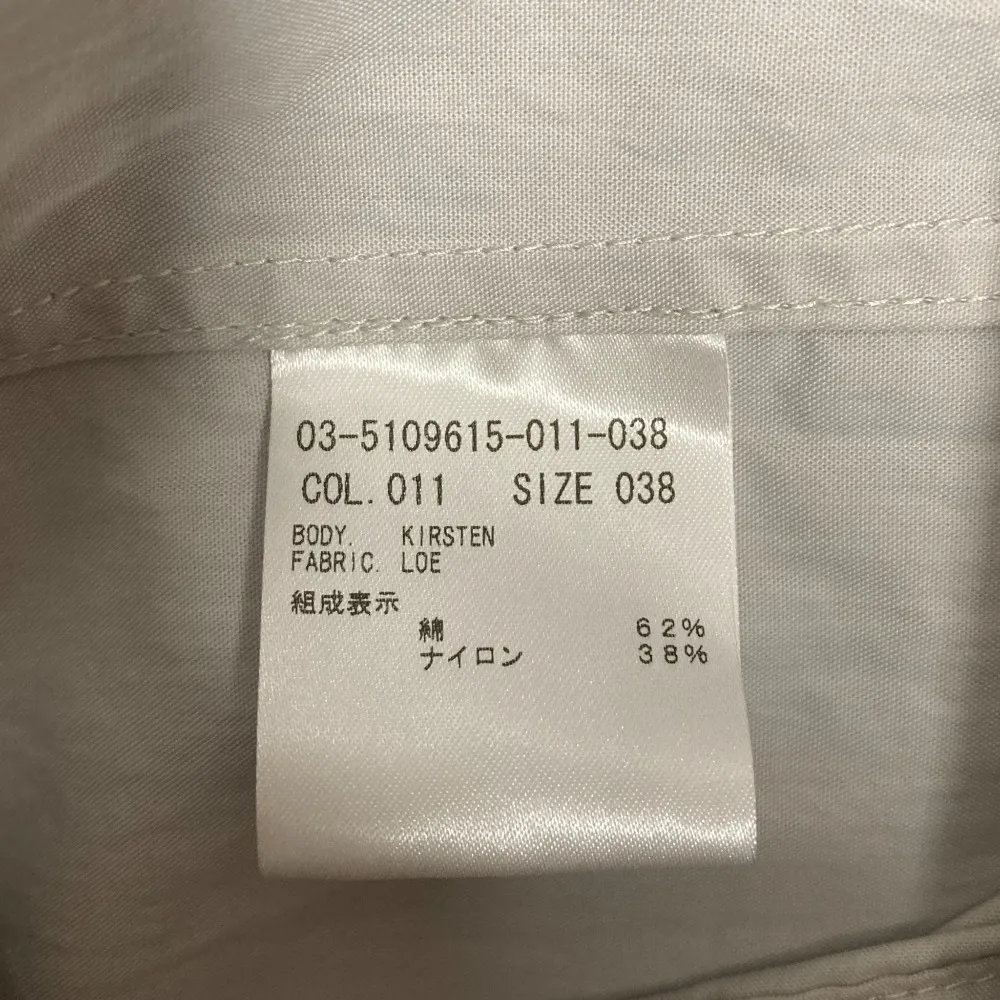 03-5109615-011-038
COL. 011 SIZE 038
BODY. KIRSTEN
FABRIC. LOE
組成表示
綿 62%
ナイロン 38%